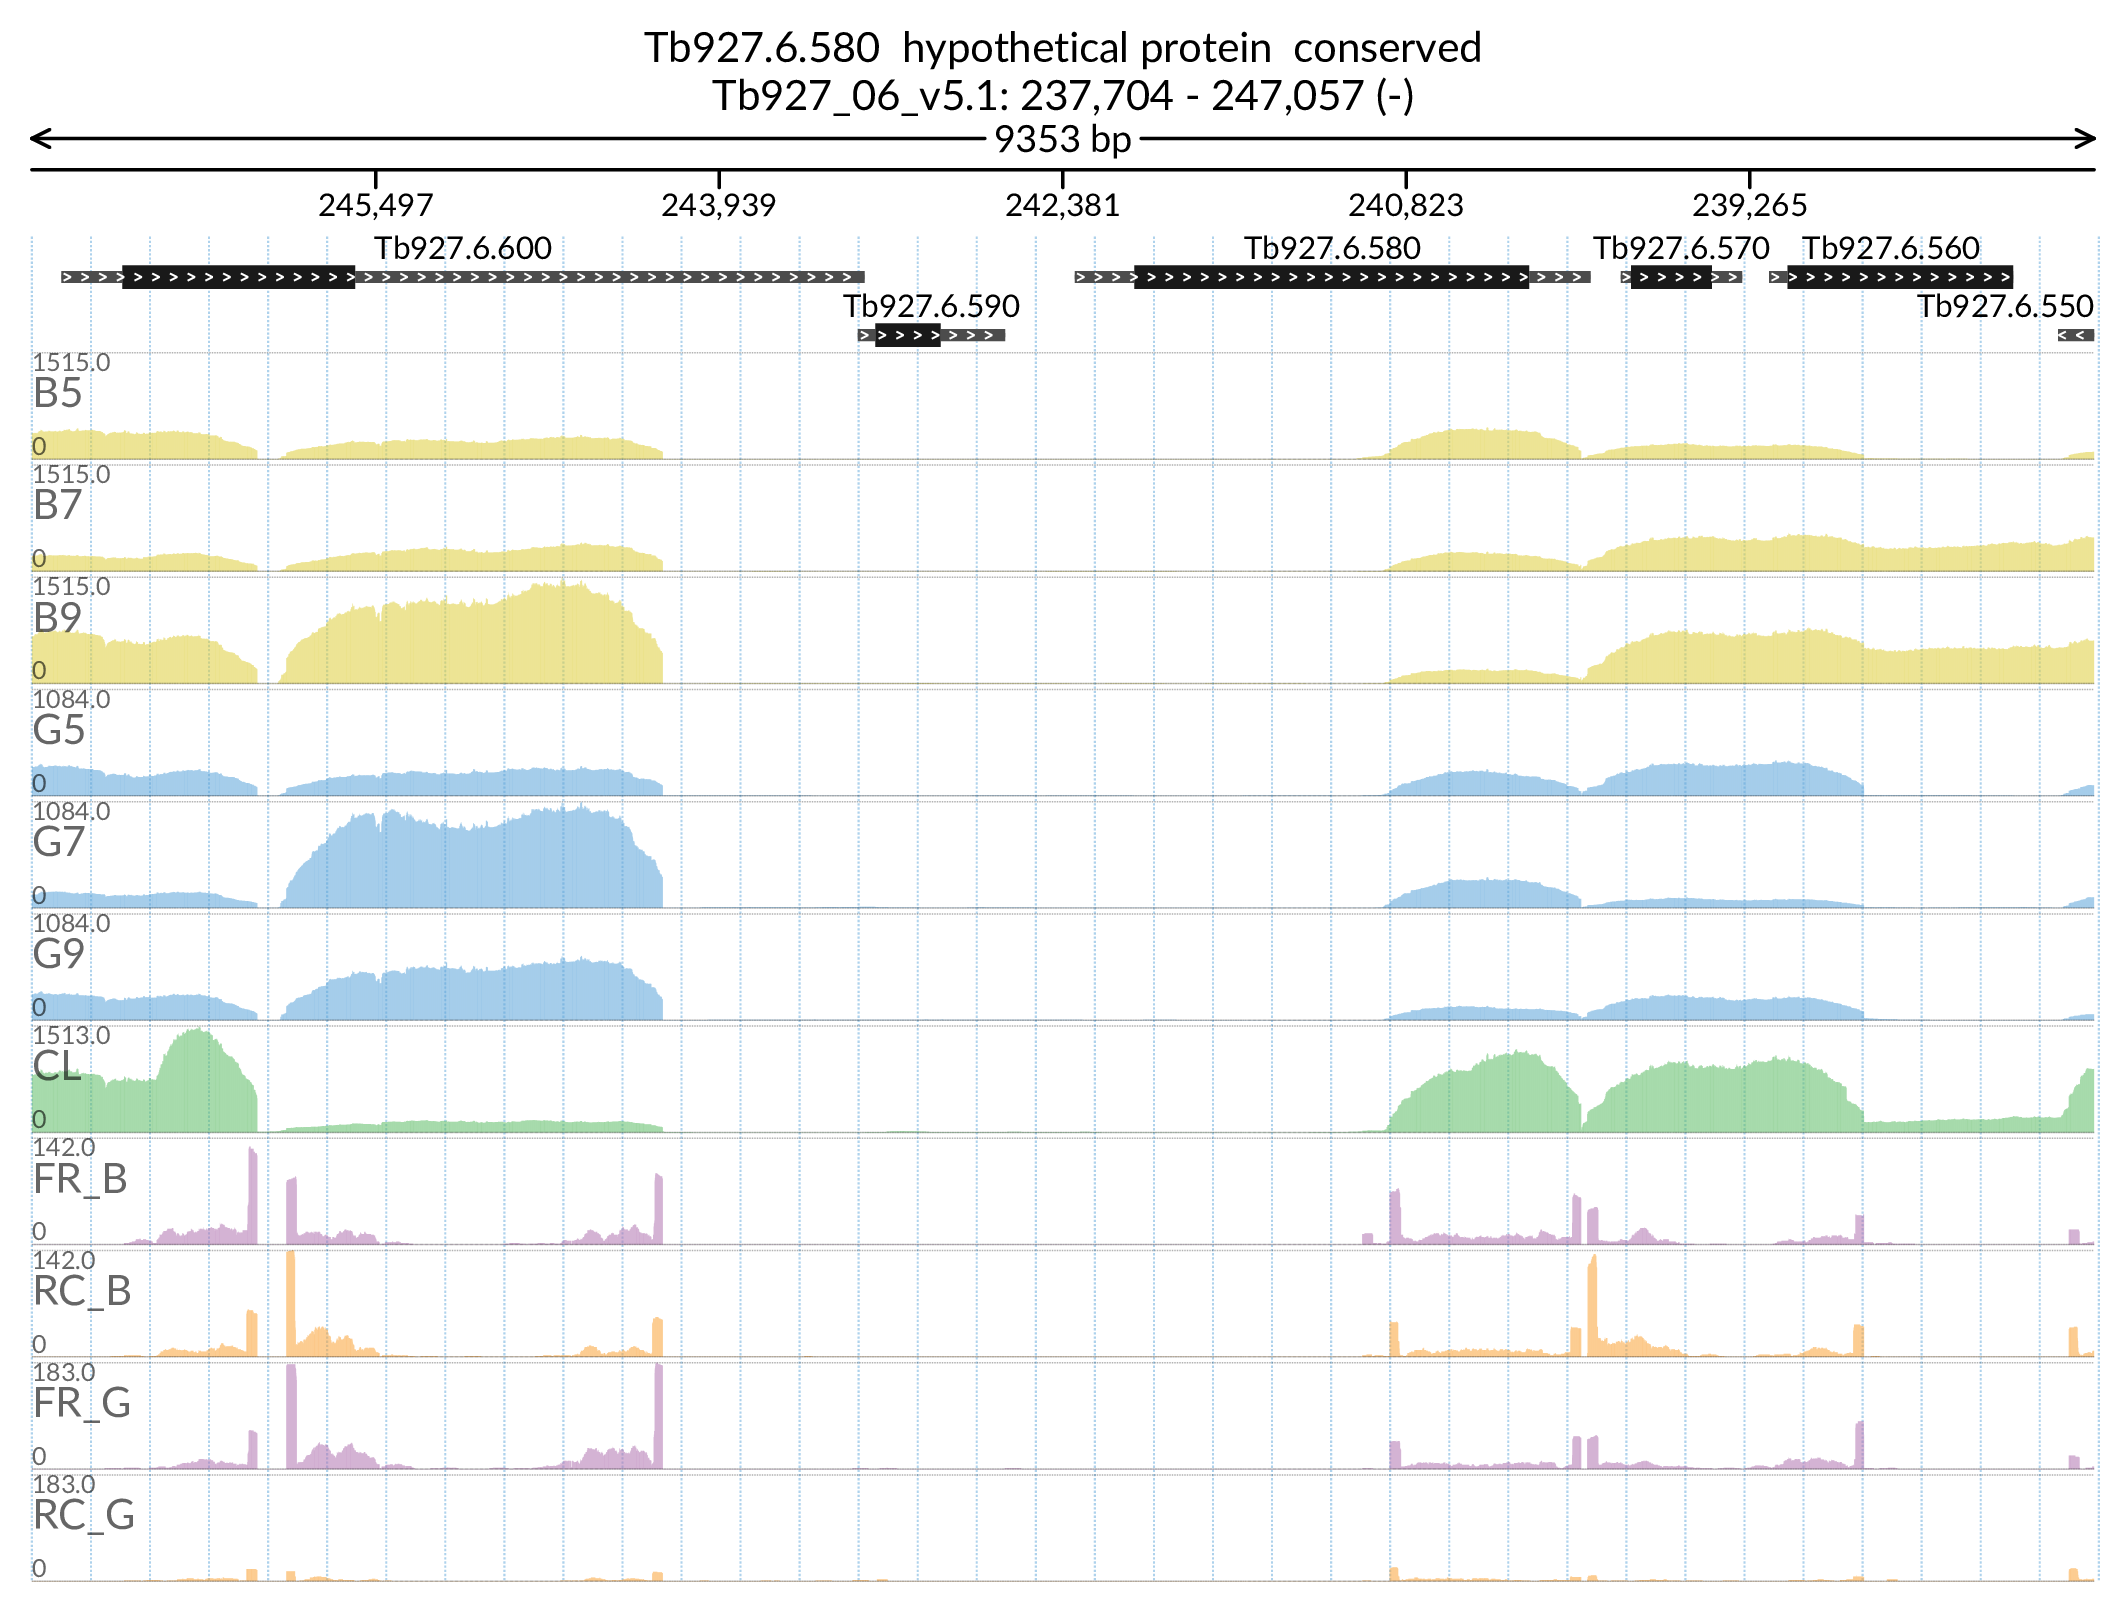 Tb927.6.580  hypothetical protein  conserved
Tb927_06_v5.1: 237,704 - 247,057 (-)
9353 bp
245,497 243,939 242,381 240,823 239,265
Tb927.6.600 Tb927.6.580 Tb927.6.570 Tb927.6.560
Tb927.6.590 Tb927.6.550
1515.0
B5
0
1515.0
B7
0
1515.0
B9
0
1084.0
G5
0
1084.0
G7
0
1084.0
G9
0
1513.0
CL
0
142.0
FR_B
0
142.0
RC_B
0
183.0
FR_G
0
183.0
RC_G
0